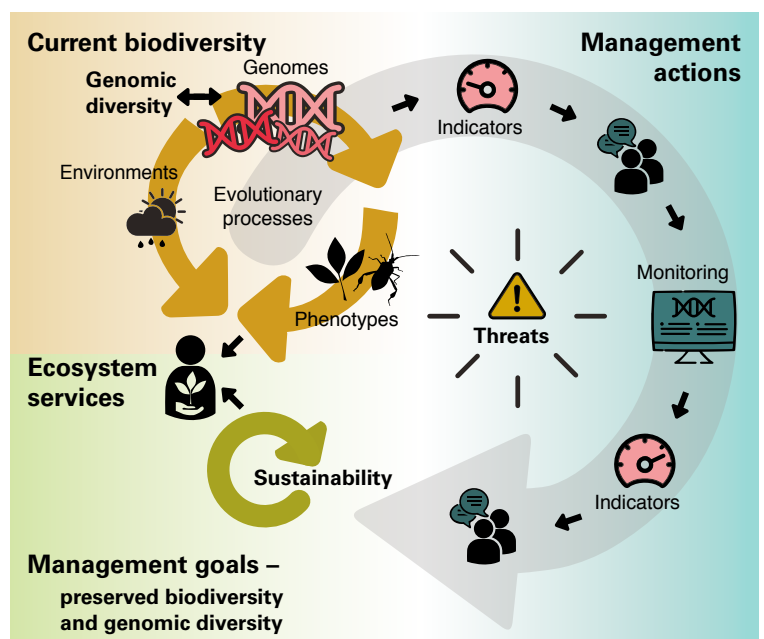 Current biodiversity
Genomic
diversity
Genomes
Environments
Evolutionary
processes
Phenotypes
Management
actions
Indicators
Monitoring
Threats
Indicators
Ecosystem
services
Sustainability
Management goals –
preserved biodiversity
and genomic diversity